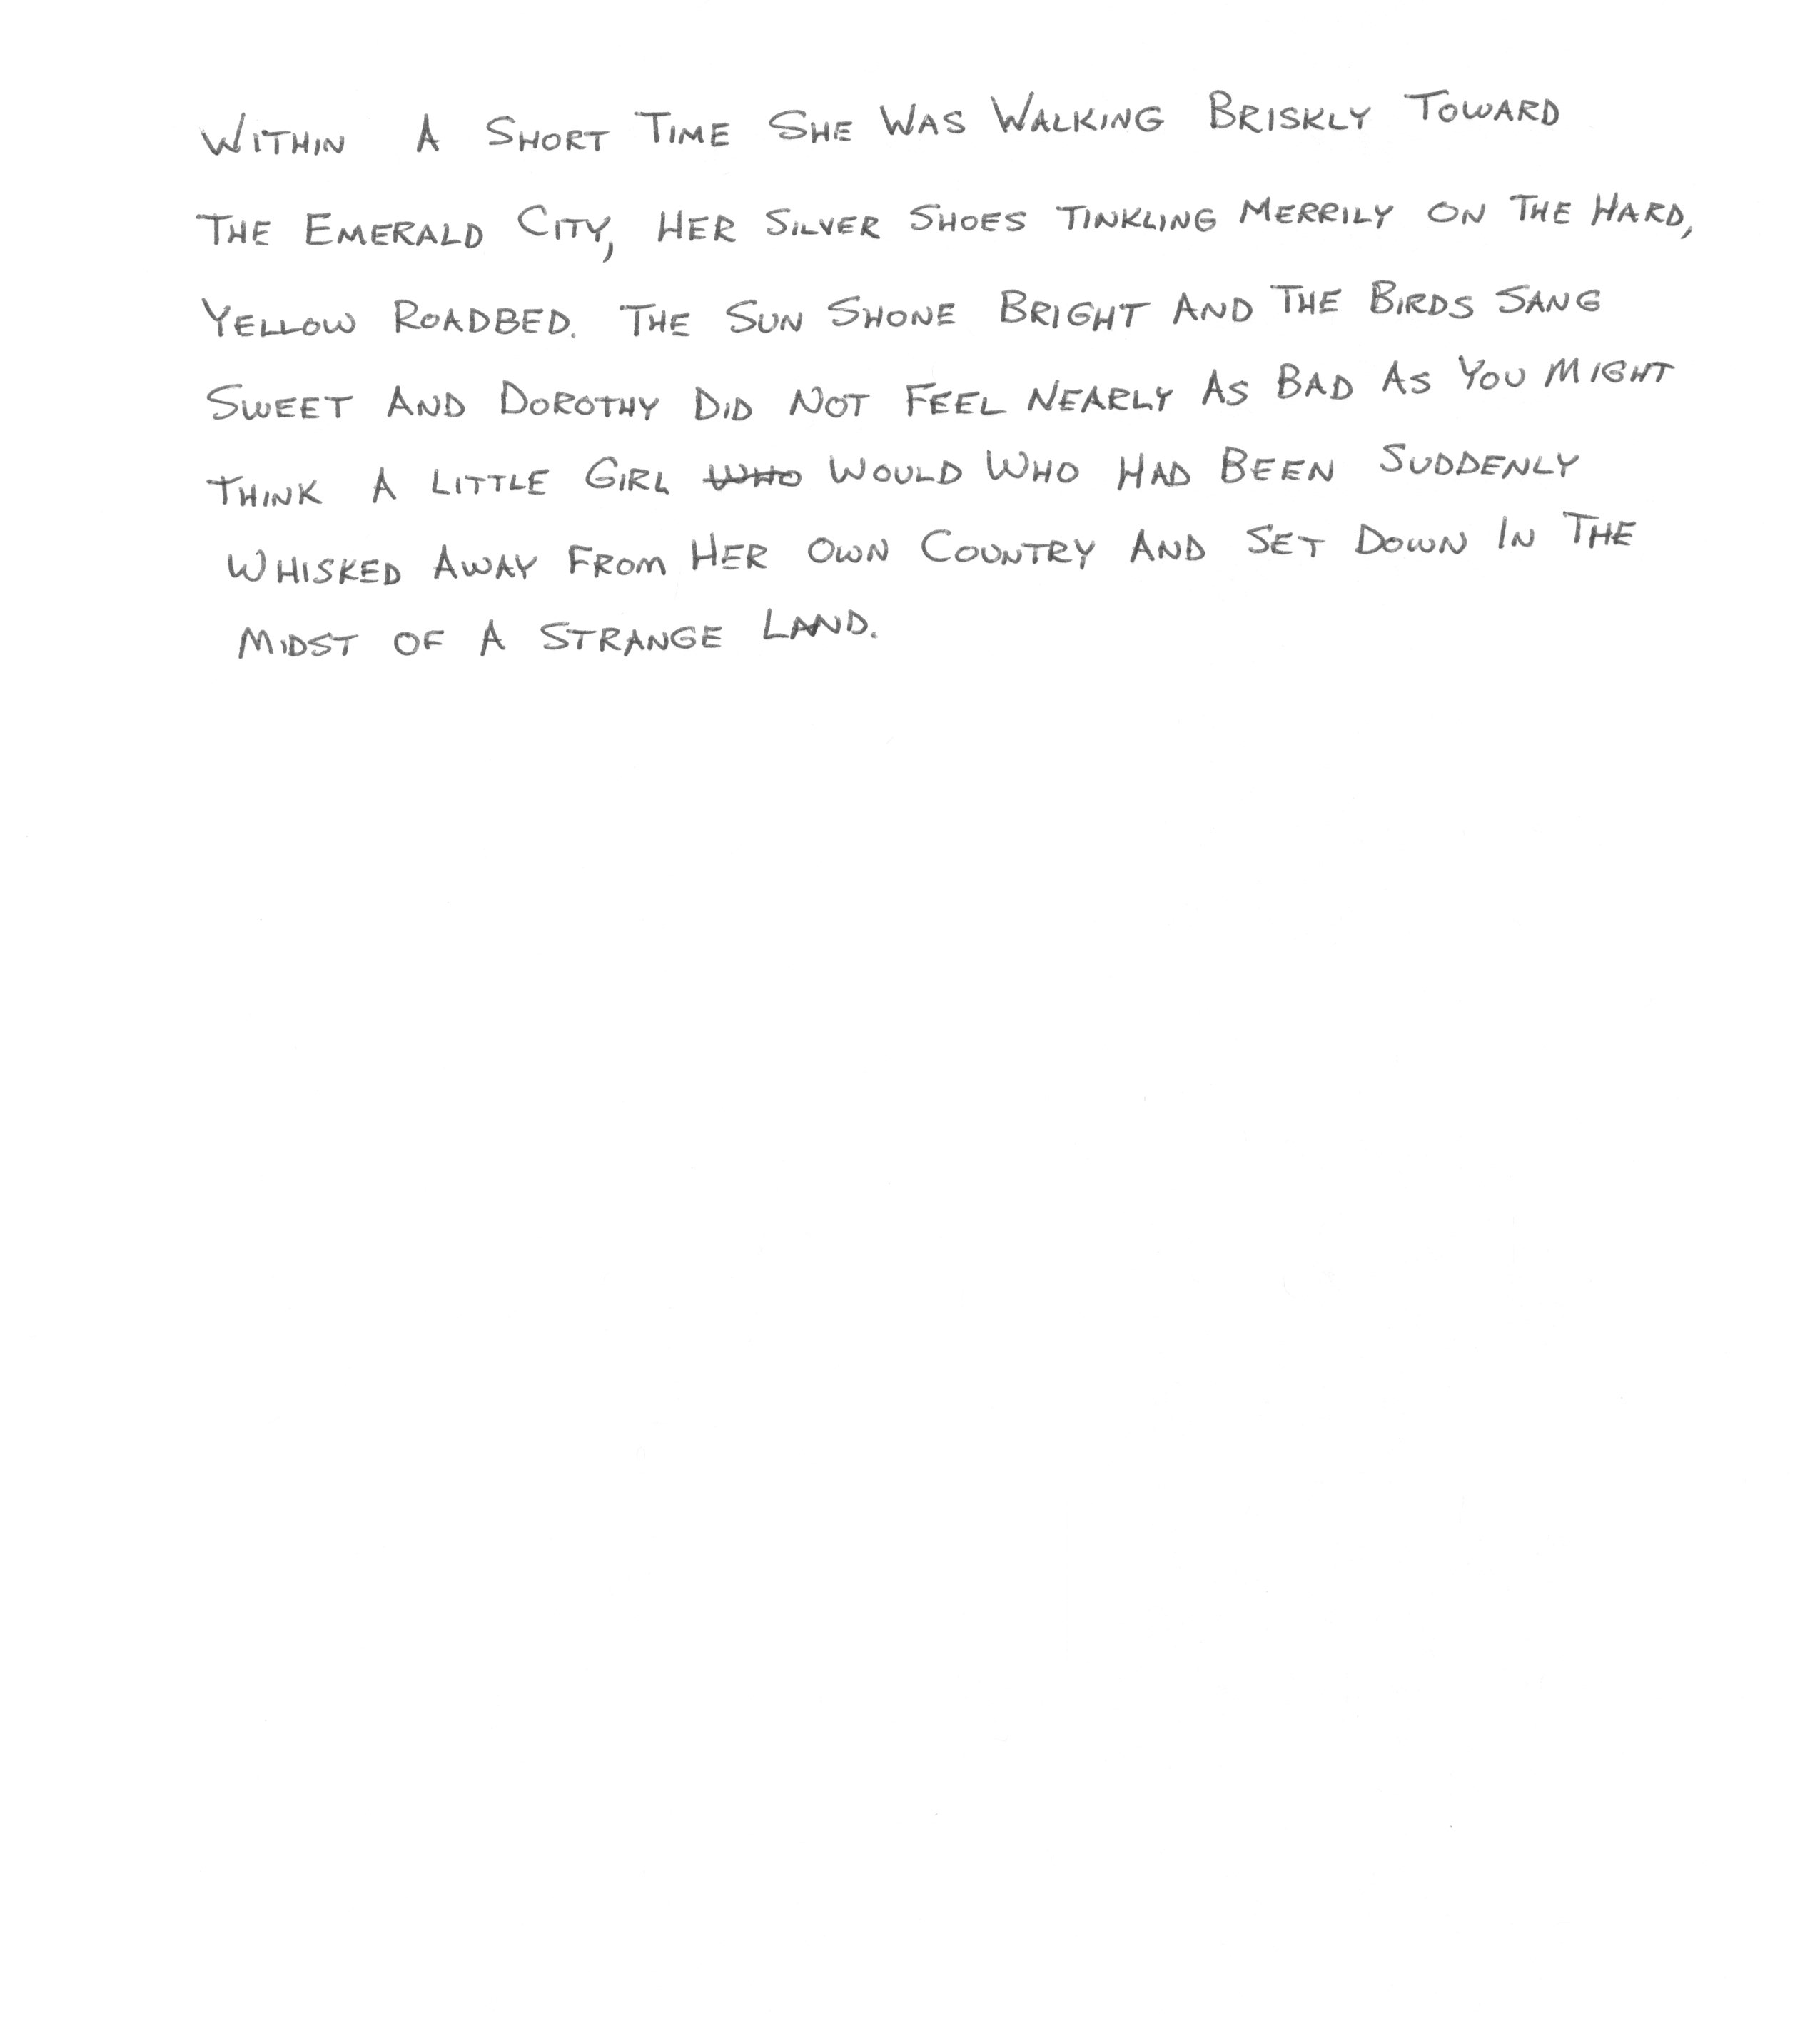 WITHIN A SHORT TIME SHE WAS WALKING BRISKLY TOWARD
THE EMERALD CITY, HER SILVER SHOES TINKLING MERRILY ON THE HARD,
YELLOW ROADBED. THE SUN SHONE BRIGHT AND THE BIRDS SANG
SWEET AND DOROTHY DID NOT FEEL NEARLY AS BAD AS YOU MIGHT
THINK A LITTLE GIRL WHO WOULD WHO HAD BEEN SUDDENLY
WHISKED AWAY FROM HER OWN COUNTRY AND SET DOWN IN THE
MIDST OF A STRANGE LAND.